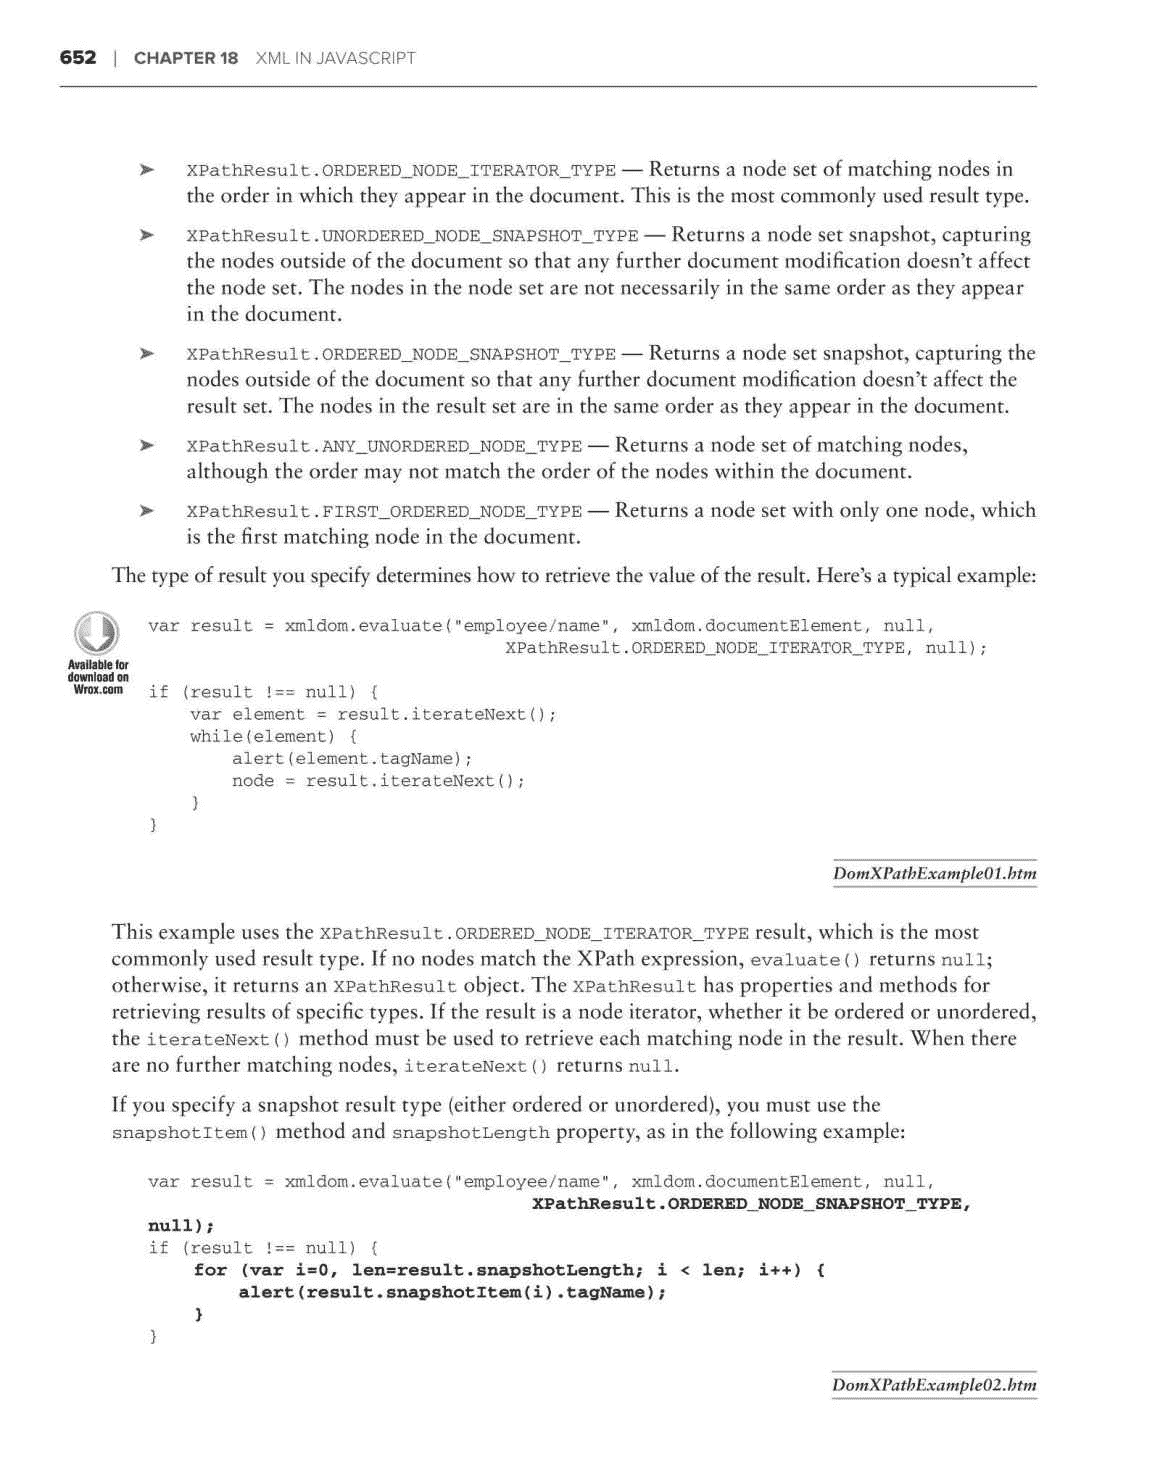 652 | CHAPTER 18 XML IN JAVASCRIPT
➤ XPathResult.ORDERED_NODE_ITERATOR_TYPE — Returns a node set of matching nodes in
the order in which they appear in the document. This is the most commonly used result type.
➤ XPathResult.UNORDERED_NODE_SNAPSHOT_TYPE — Returns a node set snapshot, capturing
the nodes outside of the document so that any further document modification doesn't affect
the node set. The nodes in the node set are not necessarily in the same order as they appear
in the document.
➤ XPathResult.ORDERED_NODE_SNAPSHOT_TYPE — Returns a node set snapshot, capturing the
nodes outside of the document so that any further document modification doesn't affect the
result set. The nodes in the result set are in the same order as they appear in the document.
➤ XPathResult.ANY_UNORDERED_NODE_TYPE — Returns a node set of matching nodes,
although the order may not match the order of the nodes within the document.
➤ XPathResult.FIRST_ORDERED_NODE_TYPE — Returns a node set with only one node, which
is the first matching node in the document.
The type of result you specify determines how to retrieve the value of the result. Here's a typical example:
var result = xmldom.evaluate("employee/name", xmldom.documentElement, null,
XPathResult.ORDERED_NODE_ITERATOR_TYPE, null);
Available for
download on
Wrox.com
if (result !== null) {
var element = result.iterateNext();
while(element) {
alert(element.tagName);
node = result.iterateNext();
}
}
DomXPathExample01.htm
This example uses the XPathResult.ORDERED_NODE_ITERATOR_TYPE result, which is the most
commonly used result type. If no nodes match the XPath expression, evaluate() returns null;
otherwise, it returns an XPathResult object. The XPathResult has properties and methods for
retrieving results of specific types. If the result is a node iterator, whether it be ordered or unordered,
the iterateNext() method must be used to retrieve each matching node in the result. When there
are no further matching nodes, iterateNext() returns null.
If you specify a snapshot result type (either ordered or unordered), you must use the
snapshotItem() method and snapshotLength property, as in the following example:
var result = xmldom.evaluate("employee/name", xmldom.documentElement, null,
XPathResult.ORDERED_NODE_SNAPSHOT_TYPE,
null);
if (result !== null) {
for (var i=0, len=result.snapshotLength; i < len; i++) {
alert(result.snapshotItem(i).tagName);
}
}
DomXPathExample02.htm